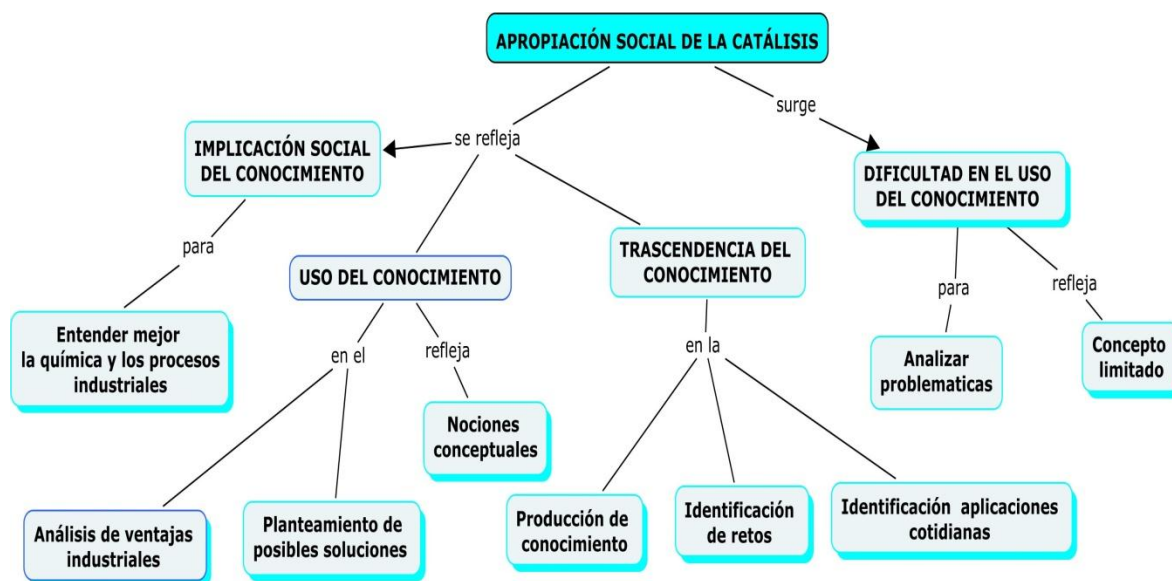 APROPIACIÓN SOCIAL DE LA CATÁLISIS
surge
se refleja
IMPLICACIÓN SOCIAL
DEL CONOCIMIENTO
DIFICULTAD EN EL USO
DEL CONOCIMIENTO
para
USO DEL CONOCIMIENTO
TRASCENDENCIA DEL
CONOCIMIENTO
para
refleja
Entender mejor
la química y los procesos
industriales
en el
refleja
en la
Analizar
problematicas
Concepto
limitado
Nociones
conceptuales
Análisis de ventajas
industriales
Planteamiento de
posibles soluciones
Producción de
conocimiento
Identificación
de retos
Identificación aplicaciones
cotidianas